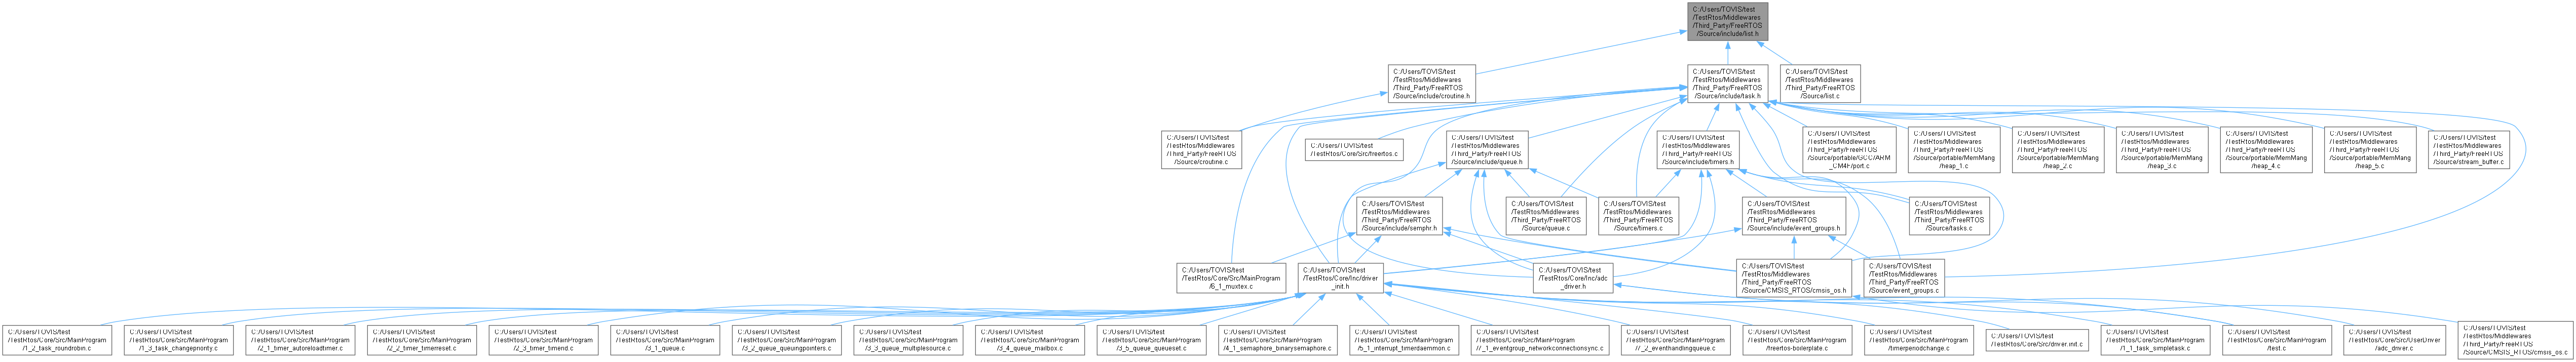 C:/Users/TOVIS/test
/TestRtos/Middlewares
/Third_Party/FreeRTOS
/Source/include/list.h
C:/Users/TOVIS/test
/TestRtos/Middlewares
/Third_Party/FreeRTOS
/Source/include/croutine.h
C:/Users/TOVIS/test
/TestRtos/Middlewares
/Third_Party/FreeRTOS
/Source/include/task.h
C:/Users/TOVIS/test
/TestRtos/Middlewares
/Third_Party/FreeRTOS
/Source/list.c
C:/Users/TOVIS/test
/TestRtos/Middlewares
/Third_Party/FreeRTOS
/Source/croutine.c
C:/Users/TOVIS/test
/TestRtos/Core/Src/freertos.c
C:/Users/TOVIS/test
/TestRtos/Middlewares
/Third_Party/FreeRTOS
/Source/include/queue.h
C:/Users/TOVIS/test
/TestRtos/Middlewares
/Third_Party/FreeRTOS
/Source/include/timers.h
C:/Users/TOVIS/test
/TestRtos/Middlewares
/Third_Party/FreeRTOS
/Source/portable/GCC/ARM
_CM4F/port.c
C:/Users/TOVIS/test
/TestRtos/Middlewares
/Third_Party/FreeRTOS
/Source/portable/MemMang
/heap_1.c
C:/Users/TOVIS/test
/TestRtos/Middlewares
/Third_Party/FreeRTOS
/Source/portable/MemMang
/heap_2.c
C:/Users/TOVIS/test
/TestRtos/Middlewares
/Third_Party/FreeRTOS
/Source/portable/MemMang
/heap_3.c
C:/Users/TOVIS/test
/TestRtos/Middlewares
/Third_Party/FreeRTOS
/Source/portable/MemMang
/heap_4.c
C:/Users/TOVIS/test
/TestRtos/Middlewares
/Third_Party/FreeRTOS
/Source/portable/MemMang
/heap_5.c
C:/Users/TOVIS/test
/TestRtos/Middlewares
/Third_Party/FreeRTOS
/Source/stream_buffer.c
C:/Users/TOVIS/test
/TestRtos/Middlewares
/Third_Party/FreeRTOS
/Source/include/semphr.h
C:/Users/TOVIS/test
/TestRtos/Middlewares
/Third_Party/FreeRTOS
/Source/queue.c
C:/Users/TOVIS/test
/TestRtos/Middlewares
/Third_Party/FreeRTOS
/Source/timers.c
C:/Users/TOVIS/test
/TestRtos/Middlewares
/Third_Party/FreeRTOS
/Source/include/event_groups.h
C:/Users/TOVIS/test
/TestRtos/Middlewares
/Third_Party/FreeRTOS
/Source/tasks.c
C:/Users/TOVIS/test
/TestRtos/Core/Src/MainProgram
/6_1_muxtex.c
C:/Users/TOVIS/test
/TestRtos/Core/Inc/driver
_init.h
C:/Users/TOVIS/test
/TestRtos/Core/Inc/adc
_driver.h
C:/Users/TOVIS/test
/TestRtos/Middlewares
/Third_Party/FreeRTOS
/Source/CMSIS_RTOS/cmsis_os.h
C:/Users/TOVIS/test
/TestRtos/Middlewares
/Third_Party/FreeRTOS
/Source/event_groups.c
C:/Users/TOVIS/test
/TestRtos/Core/Src/MainProgram
/1_2_task_roundrobin.c
C:/Users/TOVIS/test
/TestRtos/Core/Src/MainProgram
/1_3_task_changepriority.c
C:/Users/TOVIS/test
/TestRtos/Core/Src/MainProgram
/2_1_timer_autoreloadtimer.c
C:/Users/TOVIS/test
/TestRtos/Core/Src/MainProgram
/2_2_timer_timerreset.c
C:/Users/TOVIS/test
/TestRtos/Core/Src/MainProgram
/2_3_timer_timerid.c
C:/Users/TOVIS/test
/TestRtos/Core/Src/MainProgram
/3_1_queue.c
C:/Users/TOVIS/test
/TestRtos/Core/Src/MainProgram
/3_2_queue_queuingpointers.c
C:/Users/TOVIS/test
/TestRtos/Core/Src/MainProgram
/3_3_queue_multiplesource.c
C:/Users/TOVIS/test
/TestRtos/Core/Src/MainProgram
/3_4_queue_mailbox.c
C:/Users/TOVIS/test
/TestRtos/Core/Src/MainProgram
/3_5_queue_queueset.c
C:/Users/TOVIS/test
/TestRtos/Core/Src/MainProgram
/4_1_semaphore_binarysemaphore.c
C:/Users/TOVIS/test
/TestRtos/Core/Src/MainProgram
/5_1_interrupt_timerdaemmon.c
C:/Users/TOVIS/test
/TestRtos/Core/Src/MainProgram
/7_1_eventgroup_networkconnectionsync.c
C:/Users/TOVIS/test
/TestRtos/Core/Src/MainProgram
/7_2_eventhandlingqueue.c
C:/Users/TOVIS/test
/TestRtos/Core/Src/MainProgram
/freertos-boilerplate.c
C:/Users/TOVIS/test
/TestRtos/Core/Src/MainProgram
/timerperiodchange.c
C:/Users/TOVIS/test
/TestRtos/Core/Src/driver_init.c
C:/Users/TOVIS/test
/TestRtos/Core/Src/MainProgram
/1_1_task_simpletask.c
C:/Users/TOVIS/test
/TestRtos/Core/Src/MainProgram
/test.c
C:/Users/TOVIS/test
/TestRtos/Core/Src/UserDriver
/adc_driver.c
C:/Users/TOVIS/test
/TestRtos/Middlewares
/Third_Party/FreeRTOS
/Source/CMSIS_RTOS/cmsis_os.c